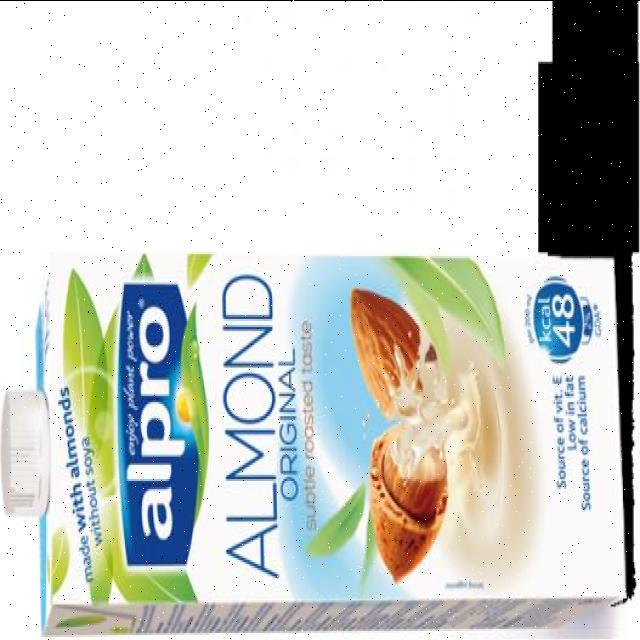 made with almonds
without soya
enjoy plant power
alpro®
ALMOND
ORIGINAL
subtle roasted taste
kcal
48
Source of vit. E
Low in fat
Source of calcium